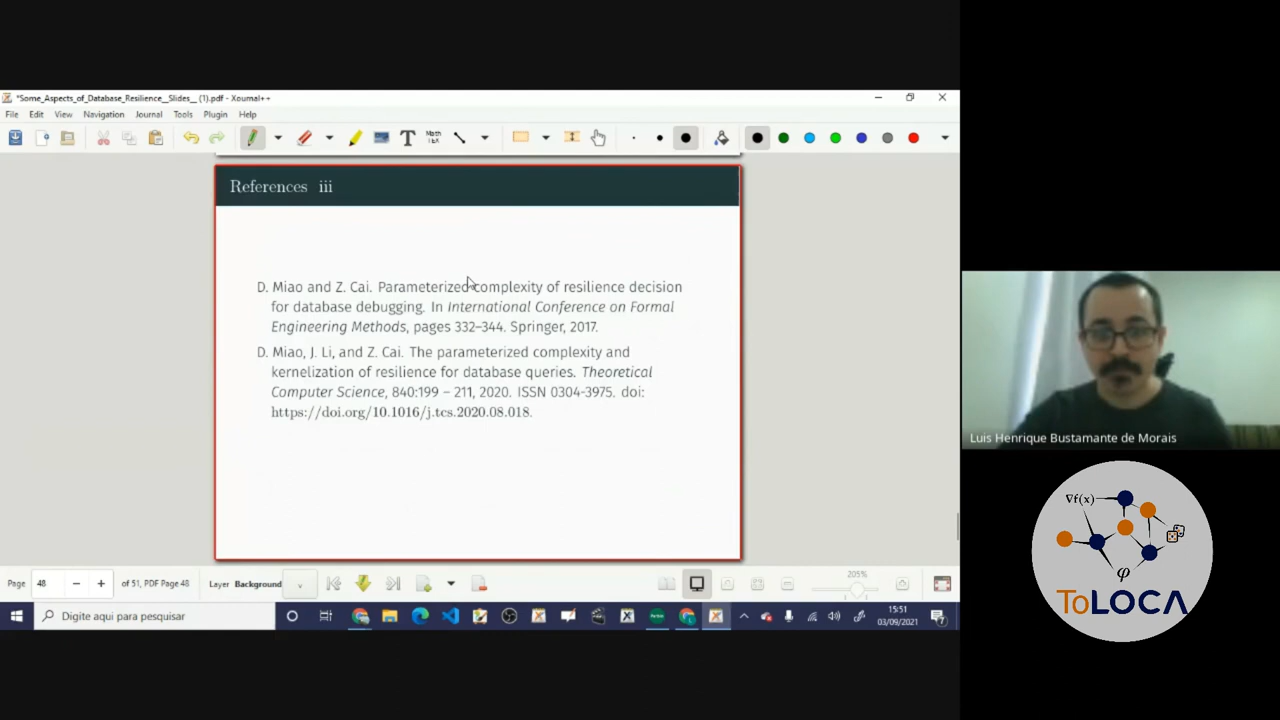 *Some_Aspects_of_Database_Resilience__Slides__ (1).pdf - Xournal++
File Edit View Navigation Journal Tools Plugin Help
T Math TEX
References iii
D. Miao and Z. Cai. Parameterized complexity of resilience decision
for database debugging. In International Conference on Formal
Engineering Methods, pages 332–344. Springer, 2017.
D. Miao, J. Li, and Z. Cai. The parameterized complexity and
kernelization of resilience for database queries. Theoretical
Computer Science, 840:199 – 211, 2020. ISSN 0304-3975. doi:
https://doi.org/10.1016/j.tcs.2020.08.018.
Luis Henrique Bustamante de Morais
∇f(x)
φ
ToLOCA
Page 48 of 51, PDF Page 48 Layer Background 205%
Digite aqui para pesquisar
15:51
03/09/2021